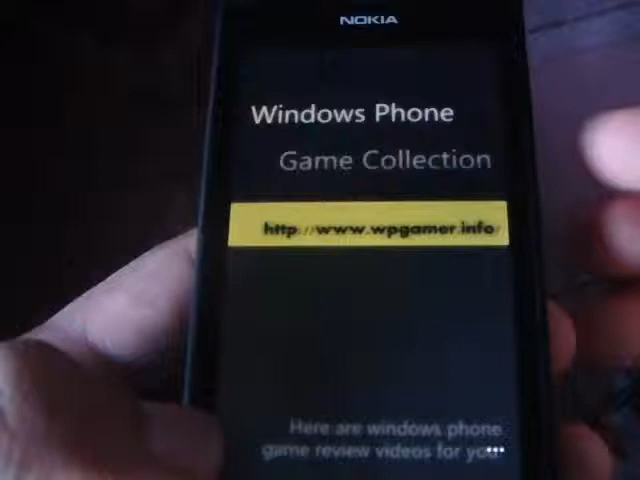 NOKIA
Windows Phone
Game Collection
http://www.wpgamer.info/
Here are windows phone
game review videos for you